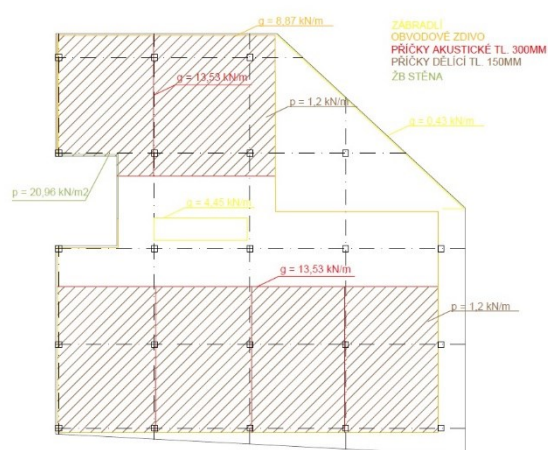 g = 8,87 kN/m
ZÁBRADLÍ
OBVODOVÉ ZDIVO
PŘÍČKY AKUSTICKÉ TL. 300MM
PŘÍČKY DĚLÍCÍ TL. 150MM
ŽB STĚNA
g = 13,53 kN/m
p = 1,2 kN/m
g = 0,43 kN/m
p = 20,96 kN/m2
g = 4,45 kN/m
g = 13,53 kN/m
p = 1,2 kN/m